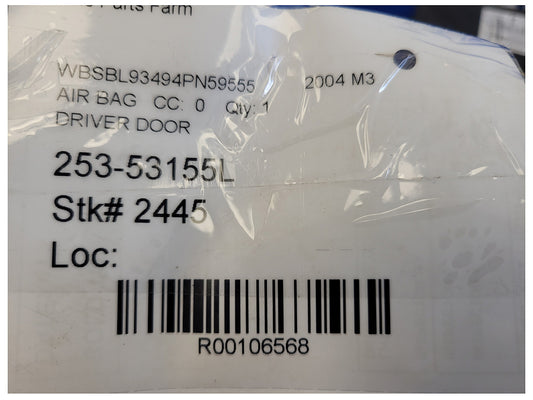 Parts Farm
WBSBL93494PN59555 2004 M3
AIR BAG CC: 0 Qty: 1
DRIVER DOOR
253-53155L
Stk# 2445
Loc:
R00106568